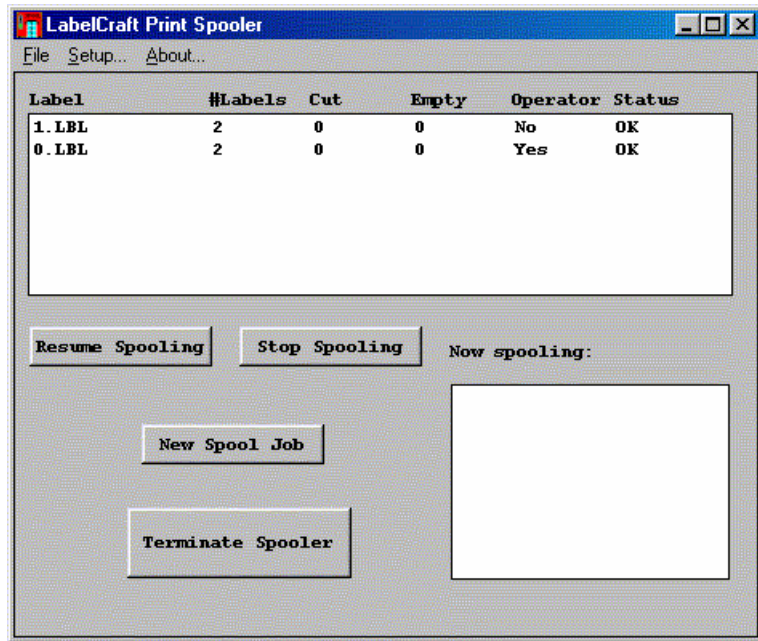 LabelCraft Print Spooler
File Setup... About...
Label #Labels Cut Empty Operator Status
1.LBL 2 0 0 No OK
0.LBL 2 0 0 Yes OK
Resume Spooling Stop Spooling Now spooling:
New Spool Job
Terminate Spooler